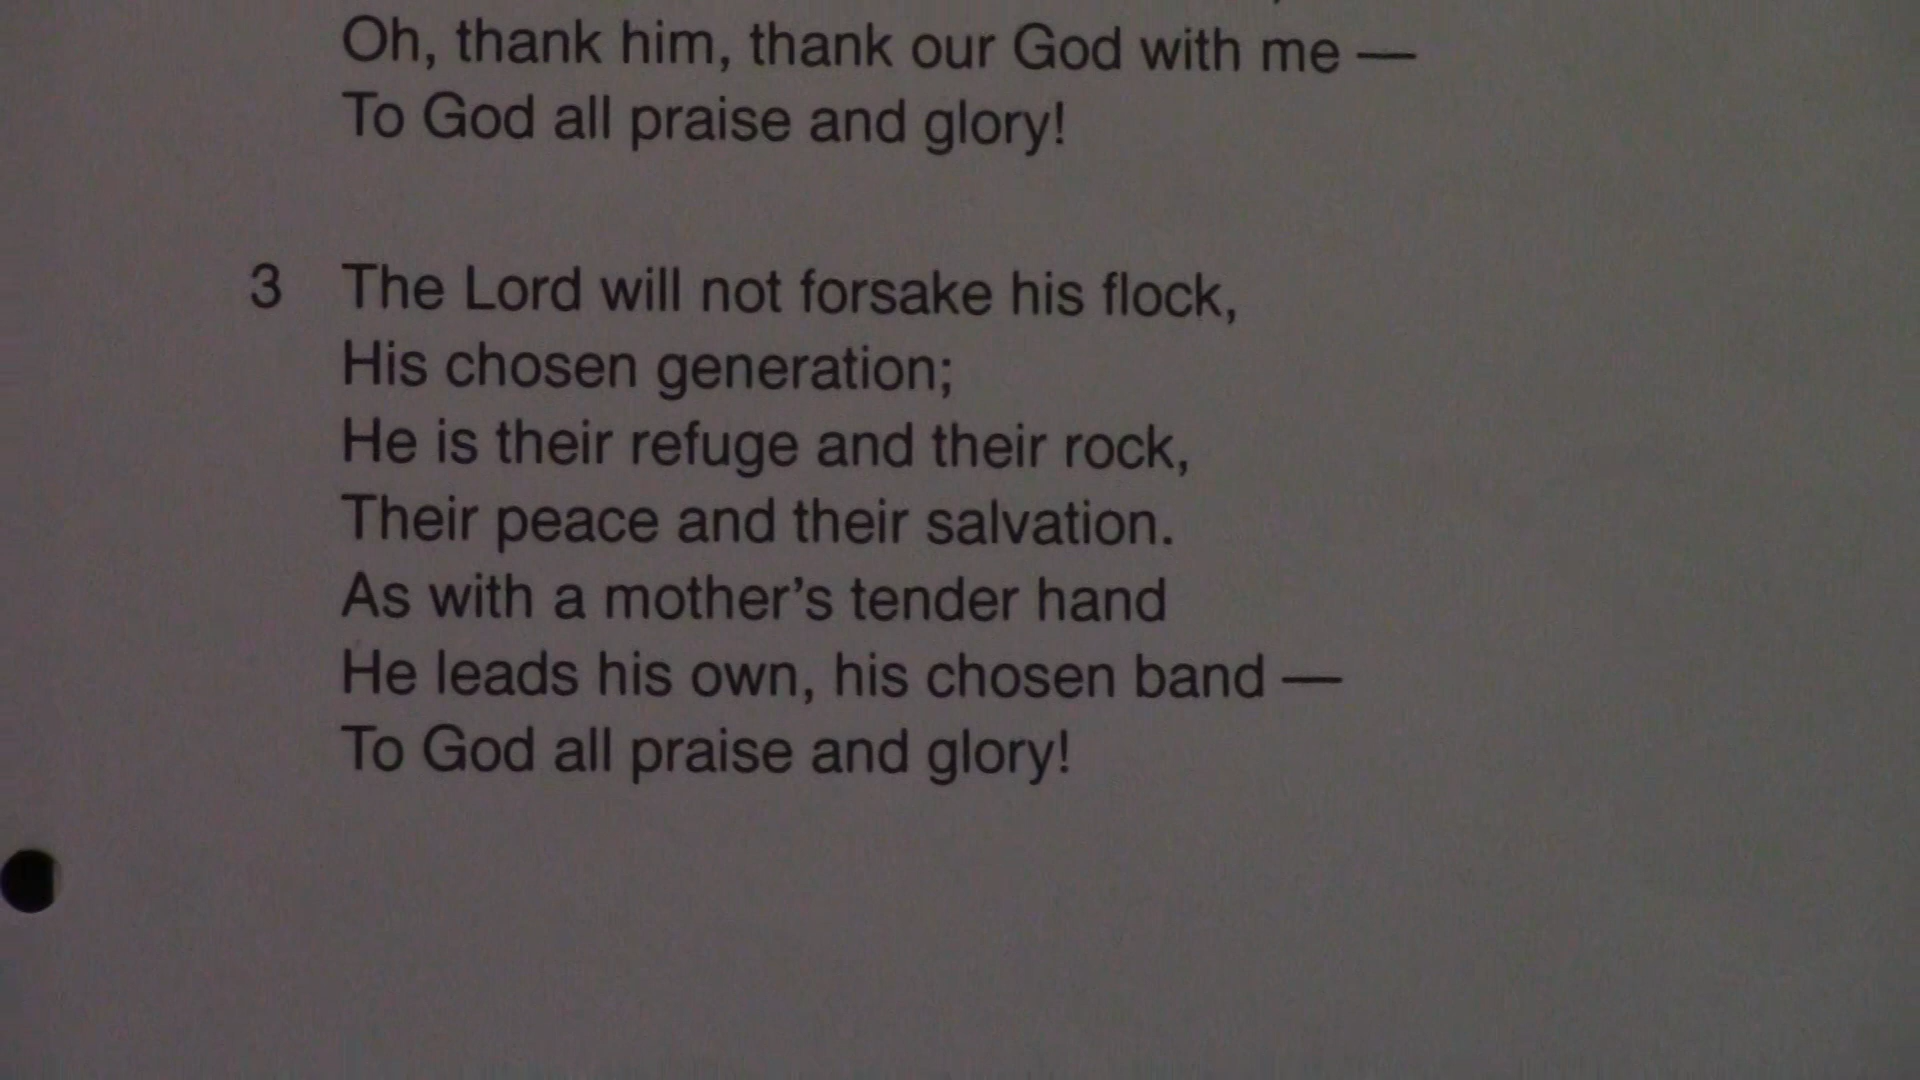 Oh, thank him, thank our God with me —
To God all praise and glory!
3 The Lord will not forsake his flock,
His chosen generation;
He is their refuge and their rock,
Their peace and their salvation.
As with a mother’s tender hand
He leads his own, his chosen band —
To God all praise and glory!